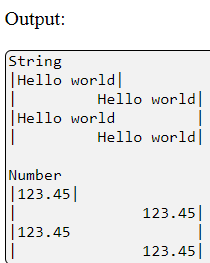 Output:
String
|Hello world|
|         Hello world|
|Hello world         |
|         Hello world|

Number
|123.45|
|              123.45|
|123.45              |
|              123.45|